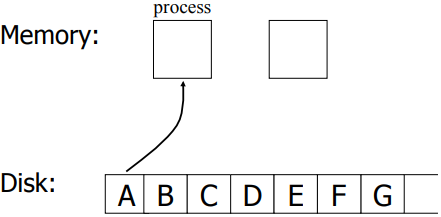 process
Memory:
Disk:
A B C D E F G